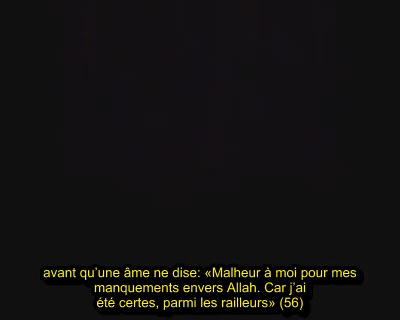 avant qu’une âme ne dise: «Malheur à moi pour mes
manquements envers Allah. Car j’ai
été certes, parmi les railleurs» (56)